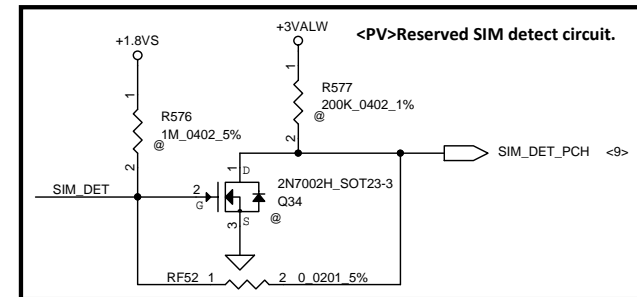 <PV>Reserved SIM detect circuit.
+3VALW
+1.8VS
1
R577
200K_0402_1%
@
2
1
R576
1M_0402_5%
@
2
SIM_DET_PCH <9>
1 D
2N7002H_SOT23-3
Q34
@
SIM_DET
2
G
3 S
RF52 1 2 0_0201_5%